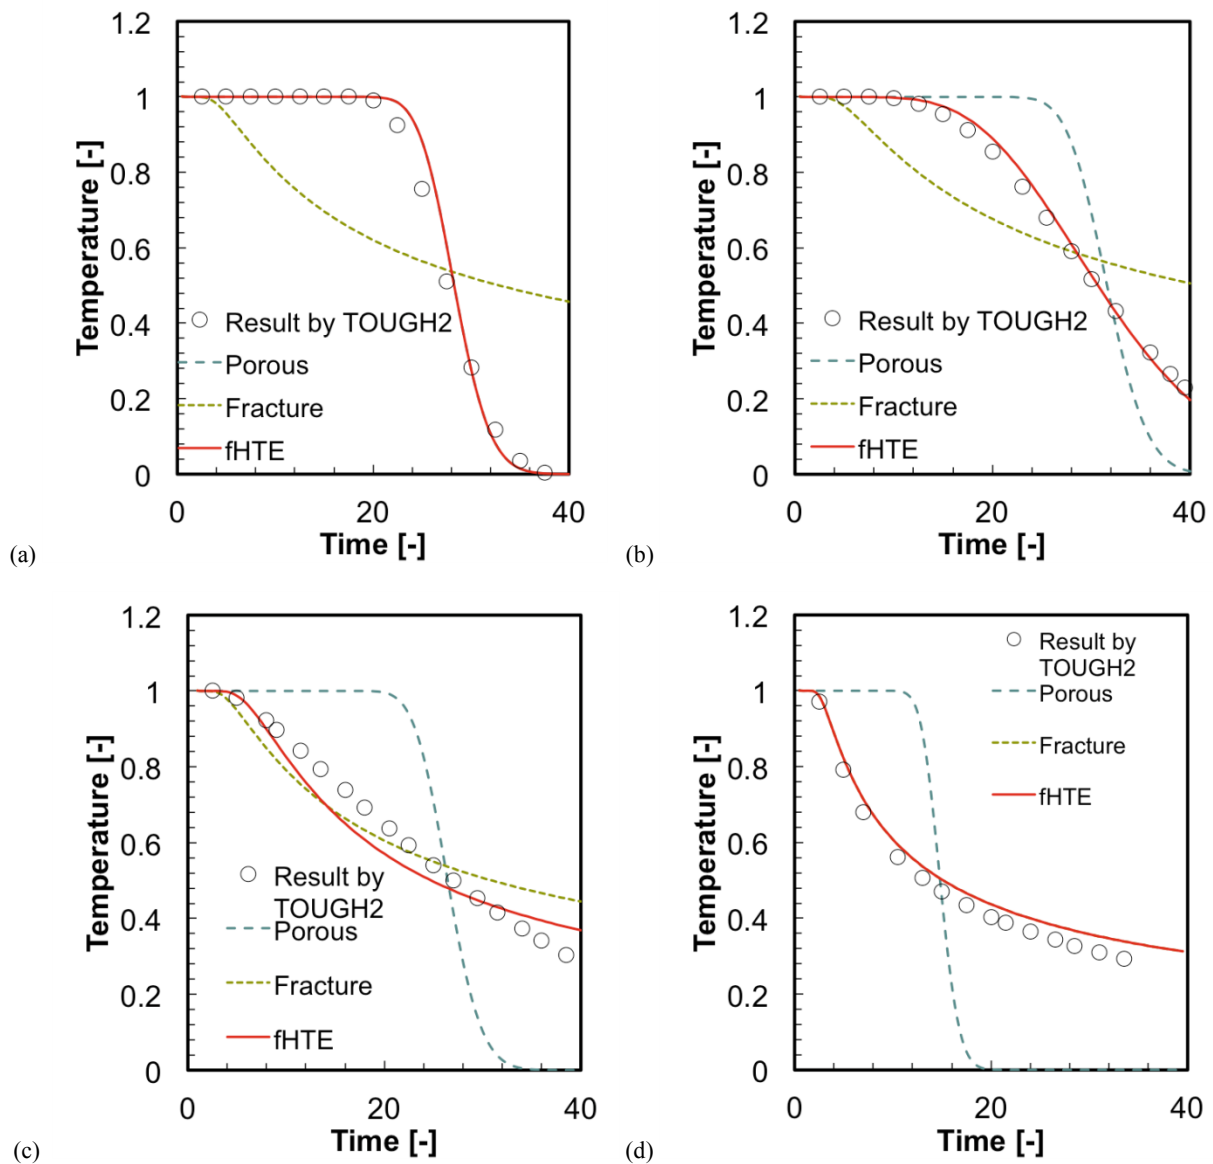 1.2
1
0.8
0.6
0.4
0.2
0
Temperature [-]
Result by TOUGH2
Porous
Fracture
fHTE
0
20
40
Time [-]
(a)
1.2
1
0.8
0.6
0.4
0.2
0
Temperature [-]
Result by TOUGH2
Porous
Fracture
fHTE
0
20
40
Time [-]
(b)
1.2
1
0.8
0.6
0.4
0.2
0
Temperature [-]
Result by
TOUGH2
Porous
Fracture
fHTE
0
20
40
Time [-]
(c)
1.2
1
0.8
0.6
0.4
0.2
0
Temperature [-]
Result by
TOUGH2
Porous
Fracture
fHTE
0
20
40
Time [-]
(d)